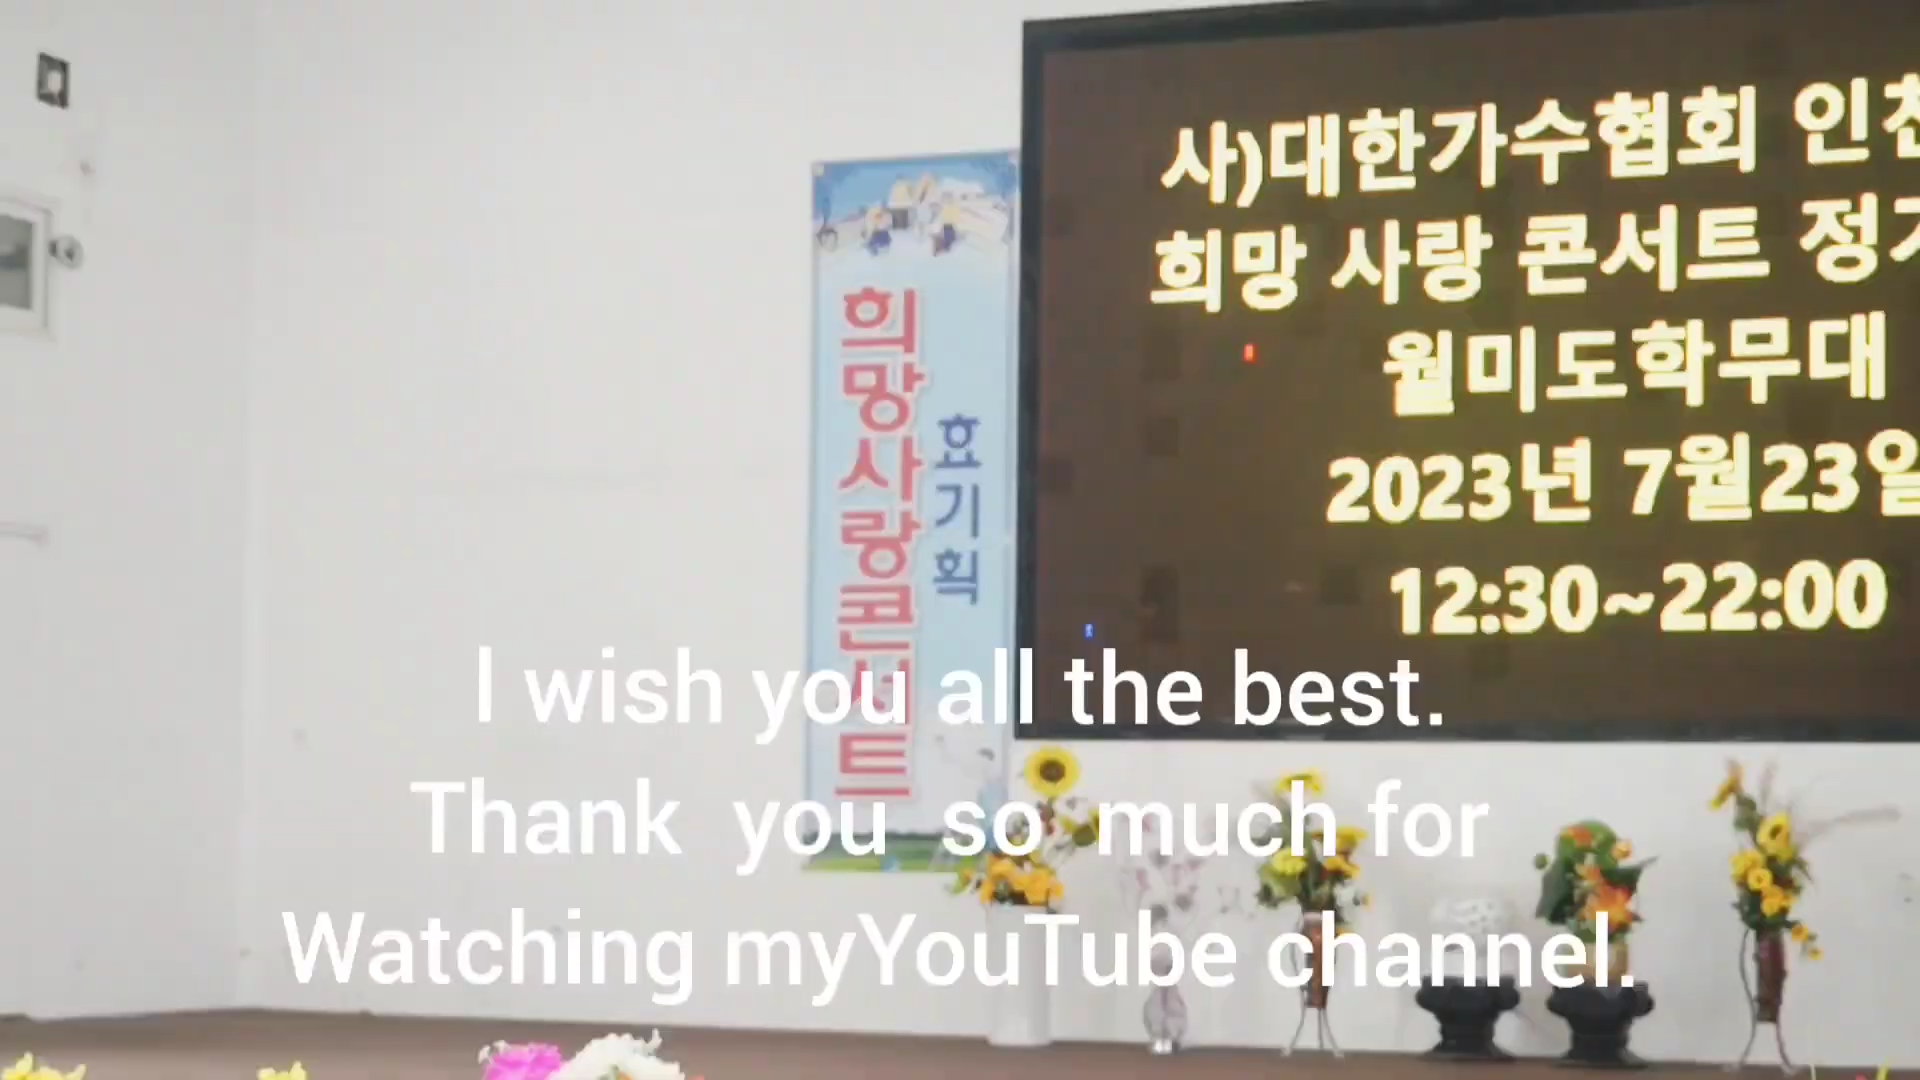 사)대한가수협회 인천
희망 사랑 콘서트 정기
월미도학무대
2023년 7월23일
12:30~22:00
희망사랑콘서트
효기획
I wish you all the best.
Thank you so much for
Watching myYouTube channel.